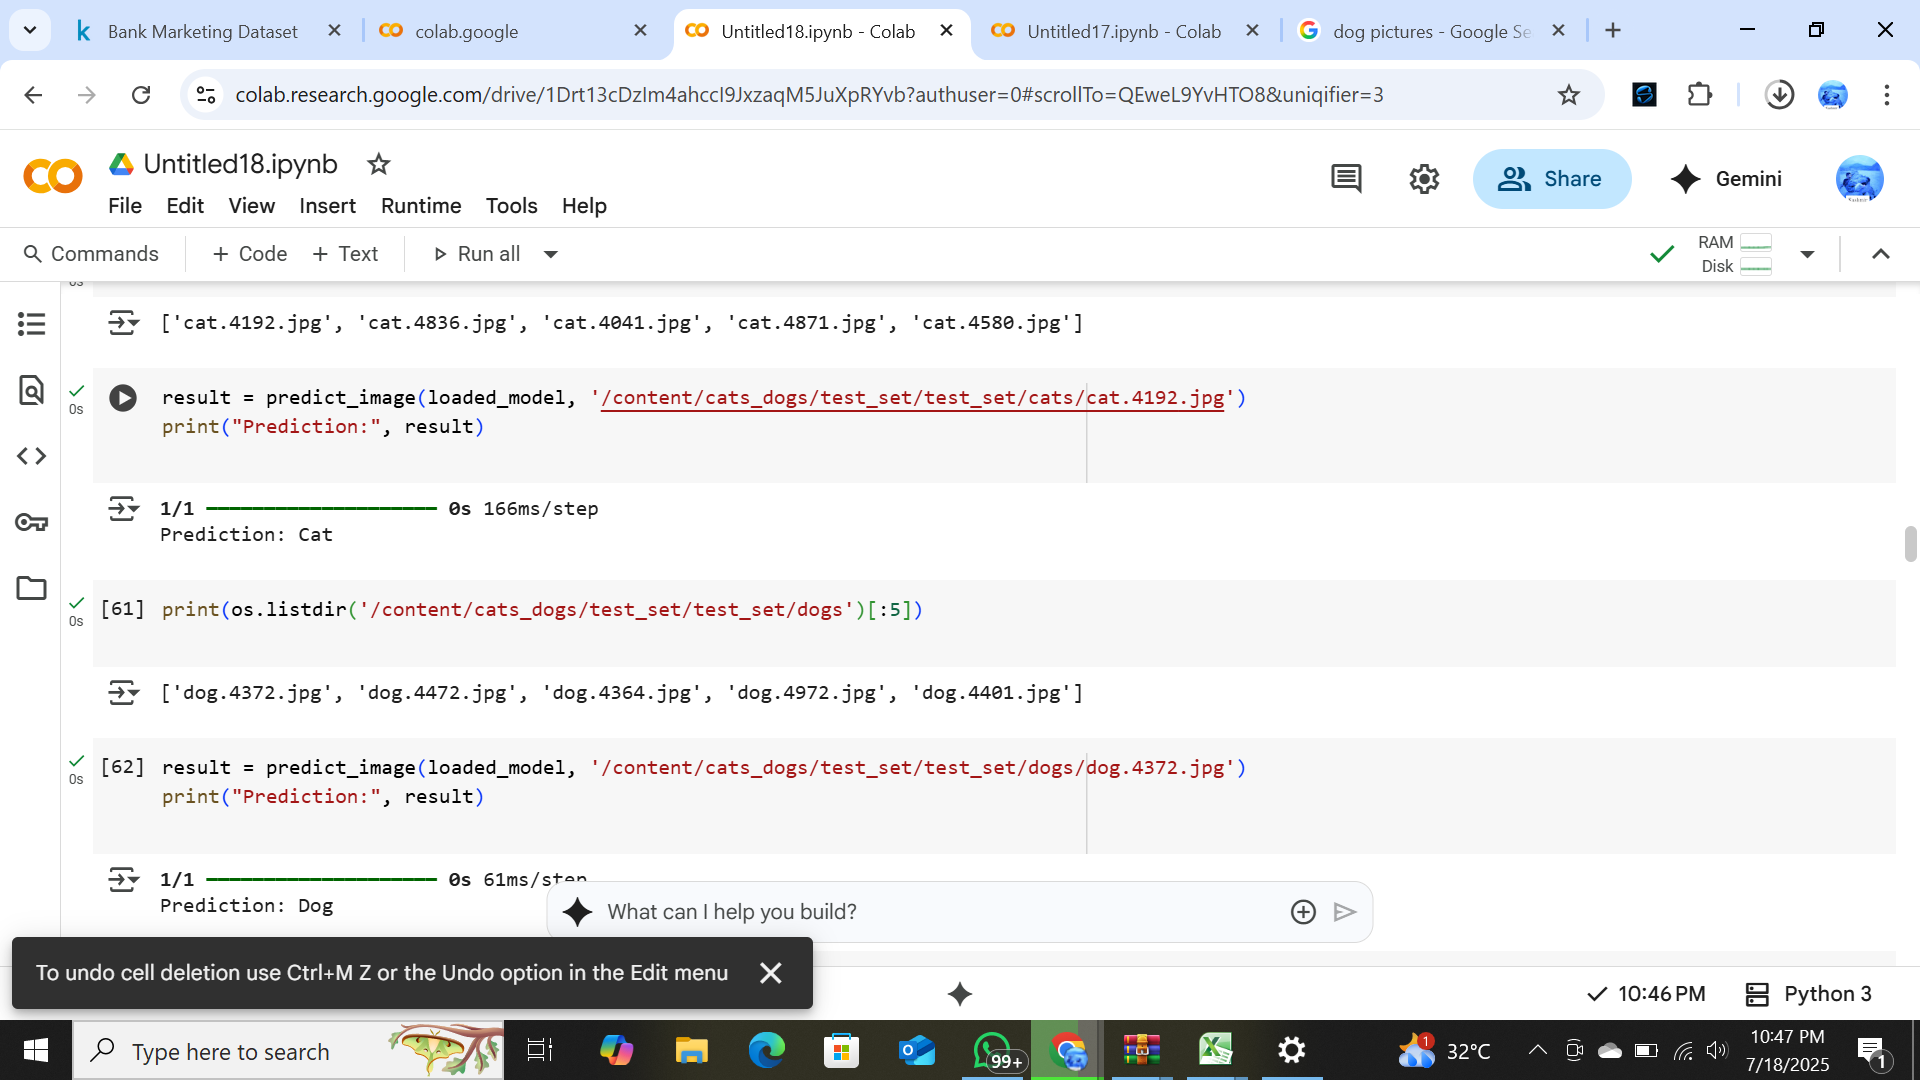 Bank Marketing Dataset
colab.google
Untitled18.ipynb - Colab
Untitled17.ipynb - Colab
dog pictures - Google Se
colab.research.google.com/drive/1Drt13cDzIm4ahccI9JxzaqM5JuXpRYvb?authuser=0#scrollTo=QEweL9YvHTO8&uniqifier=3
Untitled18.ipynb
Share
Gemini
File Edit View Insert Runtime Tools Help
Commands + Code + Text Run all
RAM
Disk
0s
['cat.4192.jpg', 'cat.4836.jpg', 'cat.4041.jpg', 'cat.4871.jpg', 'cat.4580.jpg']
0s
result = predict_image(loaded_model, '/content/cats_dogs/test_set/test_set/cats/cat.4192.jpg')
print("Prediction:", result)
1/1 0s 166ms/step
Prediction: Cat
0s
[61] print(os.listdir('/content/cats_dogs/test_set/test_set/dogs')[:5])
['dog.4372.jpg', 'dog.4472.jpg', 'dog.4364.jpg', 'dog.4972.jpg', 'dog.4401.jpg']
0s
[62] result = predict_image(loaded_model, '/content/cats_dogs/test_set/test_set/dogs/dog.4372.jpg')
print("Prediction:", result)
1/1 0s 61ms/step
Prediction: Dog
What can I help you build?
To undo cell deletion use Ctrl+M Z or the Undo option in the Edit menu
10:46 PM
Python 3
Type here to search
99+
1
32°C
10:47 PM
7/18/2025
1